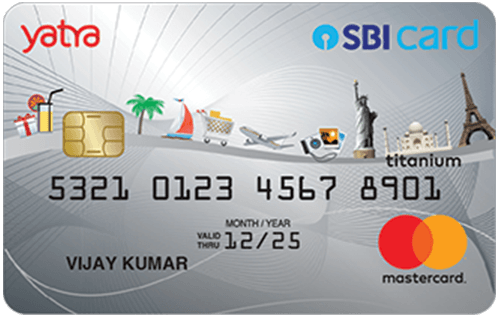 yatra
SBI card
titanium
5321 0123 4567 8901
MONTH / YEAR
VALID THRU 12/25
VIJAY KUMAR
mastercard.